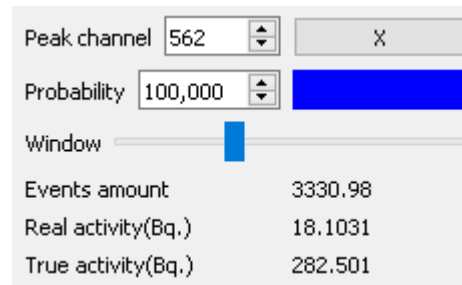 Peak channel 562 X
Probability 100,000
Window
Events amount 3330.98
Real activity(Bq.) 18.1031
True activity(Bq.) 282.501